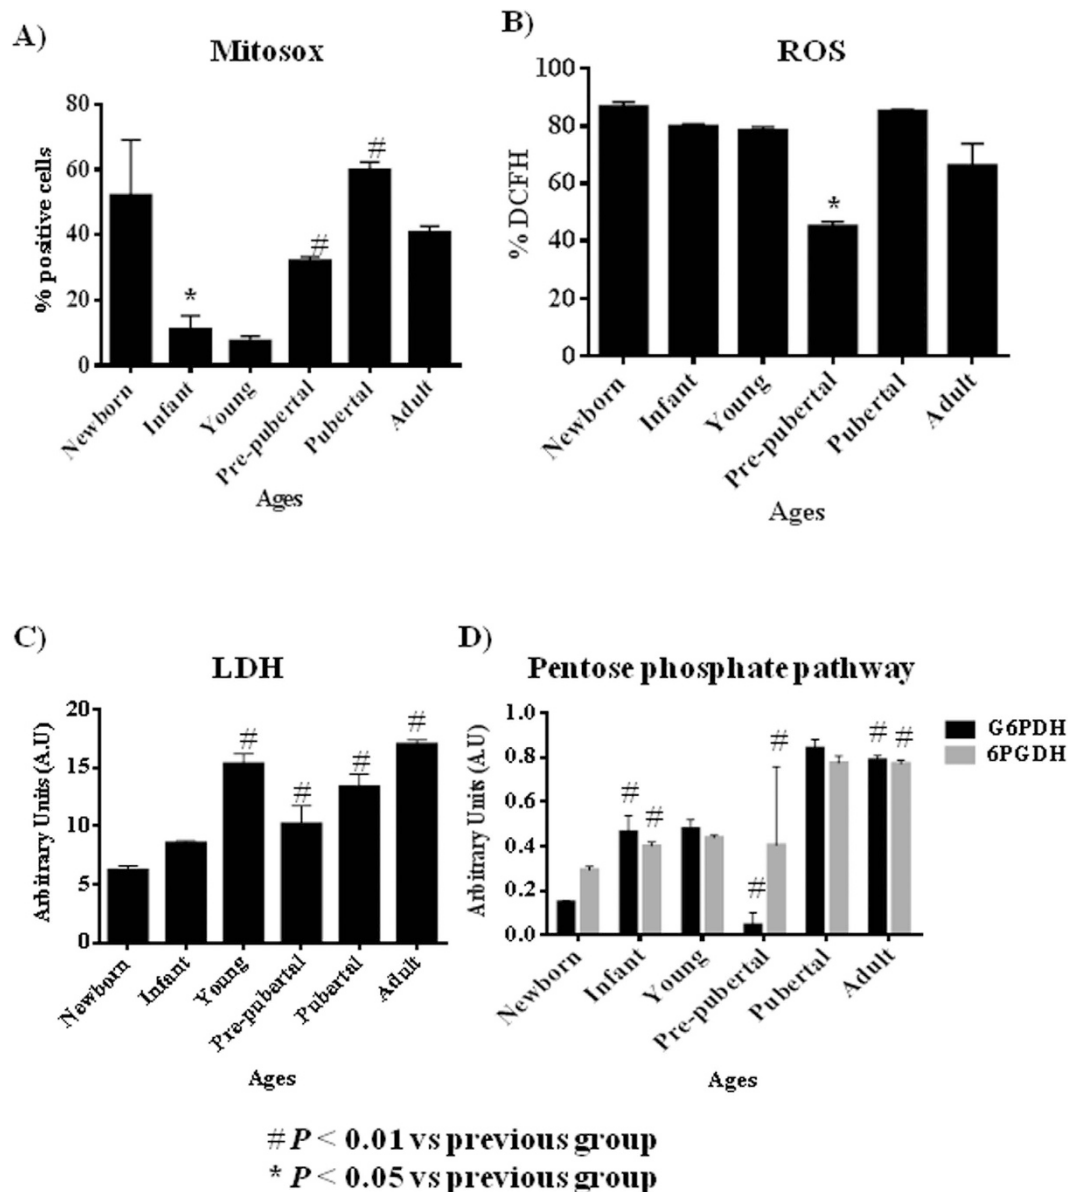 A)
Mitosox
% positive cells
80
60
40
20
0
*
#
#
Newborn
Infant
Young
Pre-pubertal
Pubertal
Adult
Ages
B)
ROS
% DCFH
100
80
60
40
20
0
*
Newborn
Infant
Young
Pre-pubertal
Pubertal
Adult
Ages
C)
LDH
Arbitrary Units (A.U)
20
15
10
5
0
#
#
#
#
Newborn
Infant
Young
Pre-pubertal
Pubertal
Adult
Ages
D)
Pentose phosphate pathway
Arbitrary Units (A.U)
1.0
0.8
0.6
0.4
0.2
0.0
#
#
#
#
#
#
Newborn
Infant
Young
Pre-pubertal
Pubertal
Adult
Ages
G6PDH
6PGDH
# P < 0.01 vs previous group
* P < 0.05 vs previous group